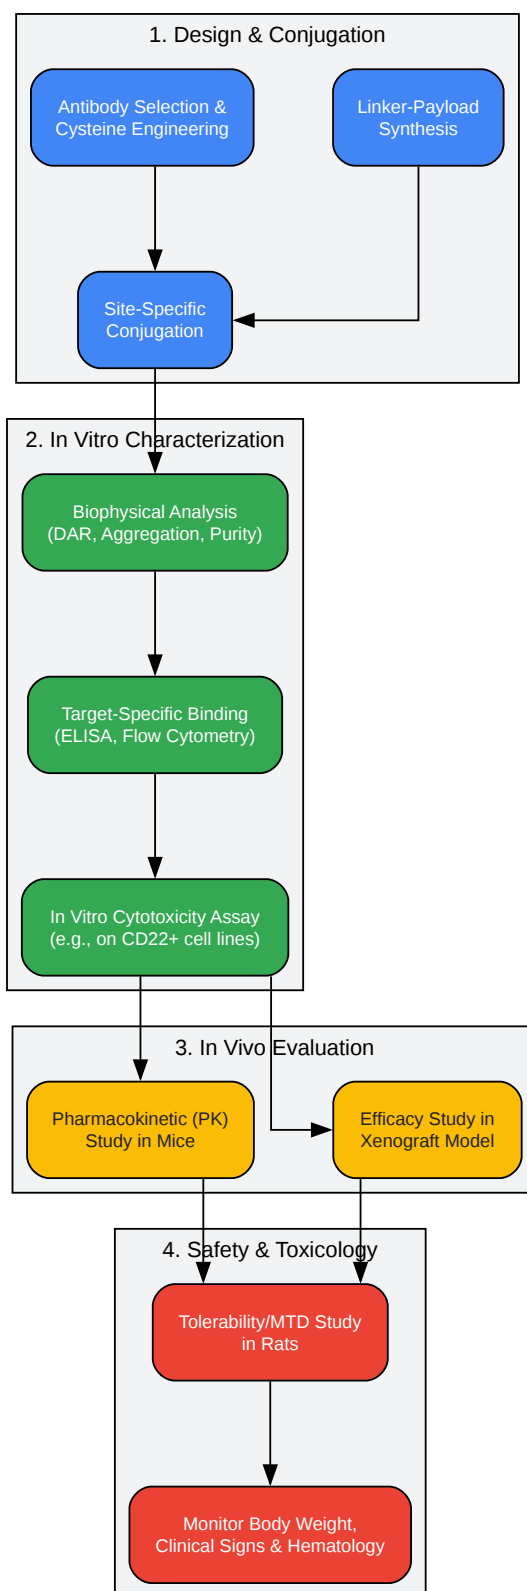 1. Design & Conjugation
Antibody Selection &
Cysteine Engineering
Linker-Payload
Synthesis
Site-Specific
Conjugation
2. In Vitro Characterization
Biophysical Analysis
(DAR, Aggregation, Purity)
Target-Specific Binding
(ELISA, Flow Cytometry)
In Vitro Cytotoxicity Assay
(e.g., on CD22+ cell lines)
3. In Vivo Evaluation
Pharmacokinetic (PK)
Study in Mice
Efficacy Study in
Xenograft Model
4. Safety & Toxicology
Tolerability/MTD Study
in Rats
Monitor Body Weight,
Clinical Signs & Hematology